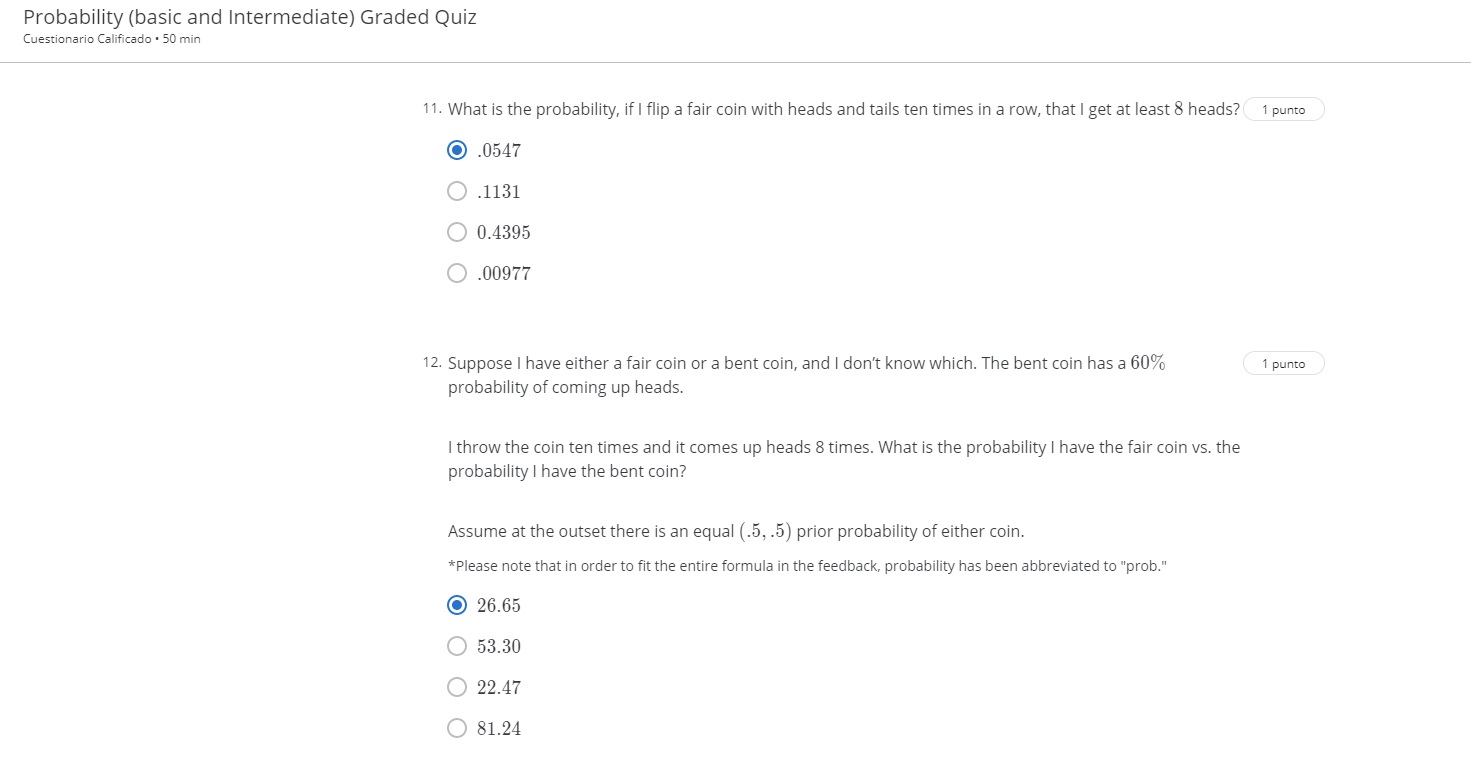 Probability (basic and Intermediate) Graded Quiz
Cuestionario Calificado • 50 min
11. What is the probability, if I flip a fair coin with heads and tails ten times in a row, that I get at least 8 heads? 1 punto
.0547
.1131
0.4395
.00977
12. Suppose I have either a fair coin or a bent coin, and I don’t know which. The bent coin has a 60% 1 punto
probability of coming up heads.
I throw the coin ten times and it comes up heads 8 times. What is the probability I have the fair coin vs. the
probability I have the bent coin?
Assume at the outset there is an equal (.5, .5) prior probability of either coin.
*Please note that in order to fit the entire formula in the feedback, probability has been abbreviated to "prob."
26.65
53.30
22.47
81.24